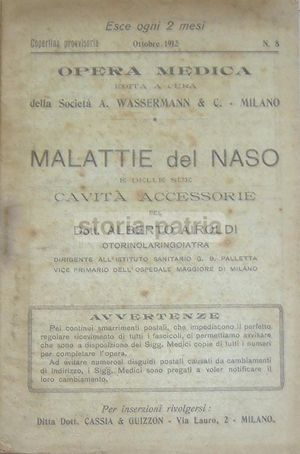 Esce ogni 2 mesi
Copertina provvisoria Ottobre 1912 N. 8
OPERA MEDICA
EDITA A CURA
della Società A. WASSERMANN & C. - MILANO
MALATTIE del NASO
E DELLE SUE
CAVITÀ ACCESSORIE
DEL
storia patria
Dott. ALBERTO AIROLDI
OTORINOLARINGOIATRA
DIRIGENTE ALL'ISTITUTO SANITARIO G. B. PALLETTA
VICE PRIMARIO DELL'OSPEDALE MAGGIORE DI MILANO
AVVERTENZE
Pei continui smarrimenti postali, che impediscono il perfetto
regolare ricevimento di tutti i fascicoli, ci permettiamo avvisare
che sono a disposizione dei Sigg. Medici copie di tutti i numeri
per completare l'opera.
Ad evitare numerosi disguidi postali causati da cambiamenti
di indirizzo, i Sigg. Medici sono pregati a voler notificare il
loro cambiamento.
Per inserzioni rivolgersi:
Ditta Dott. CASSIA & GUIZZON - Via Lauro, 2 - MILANO.